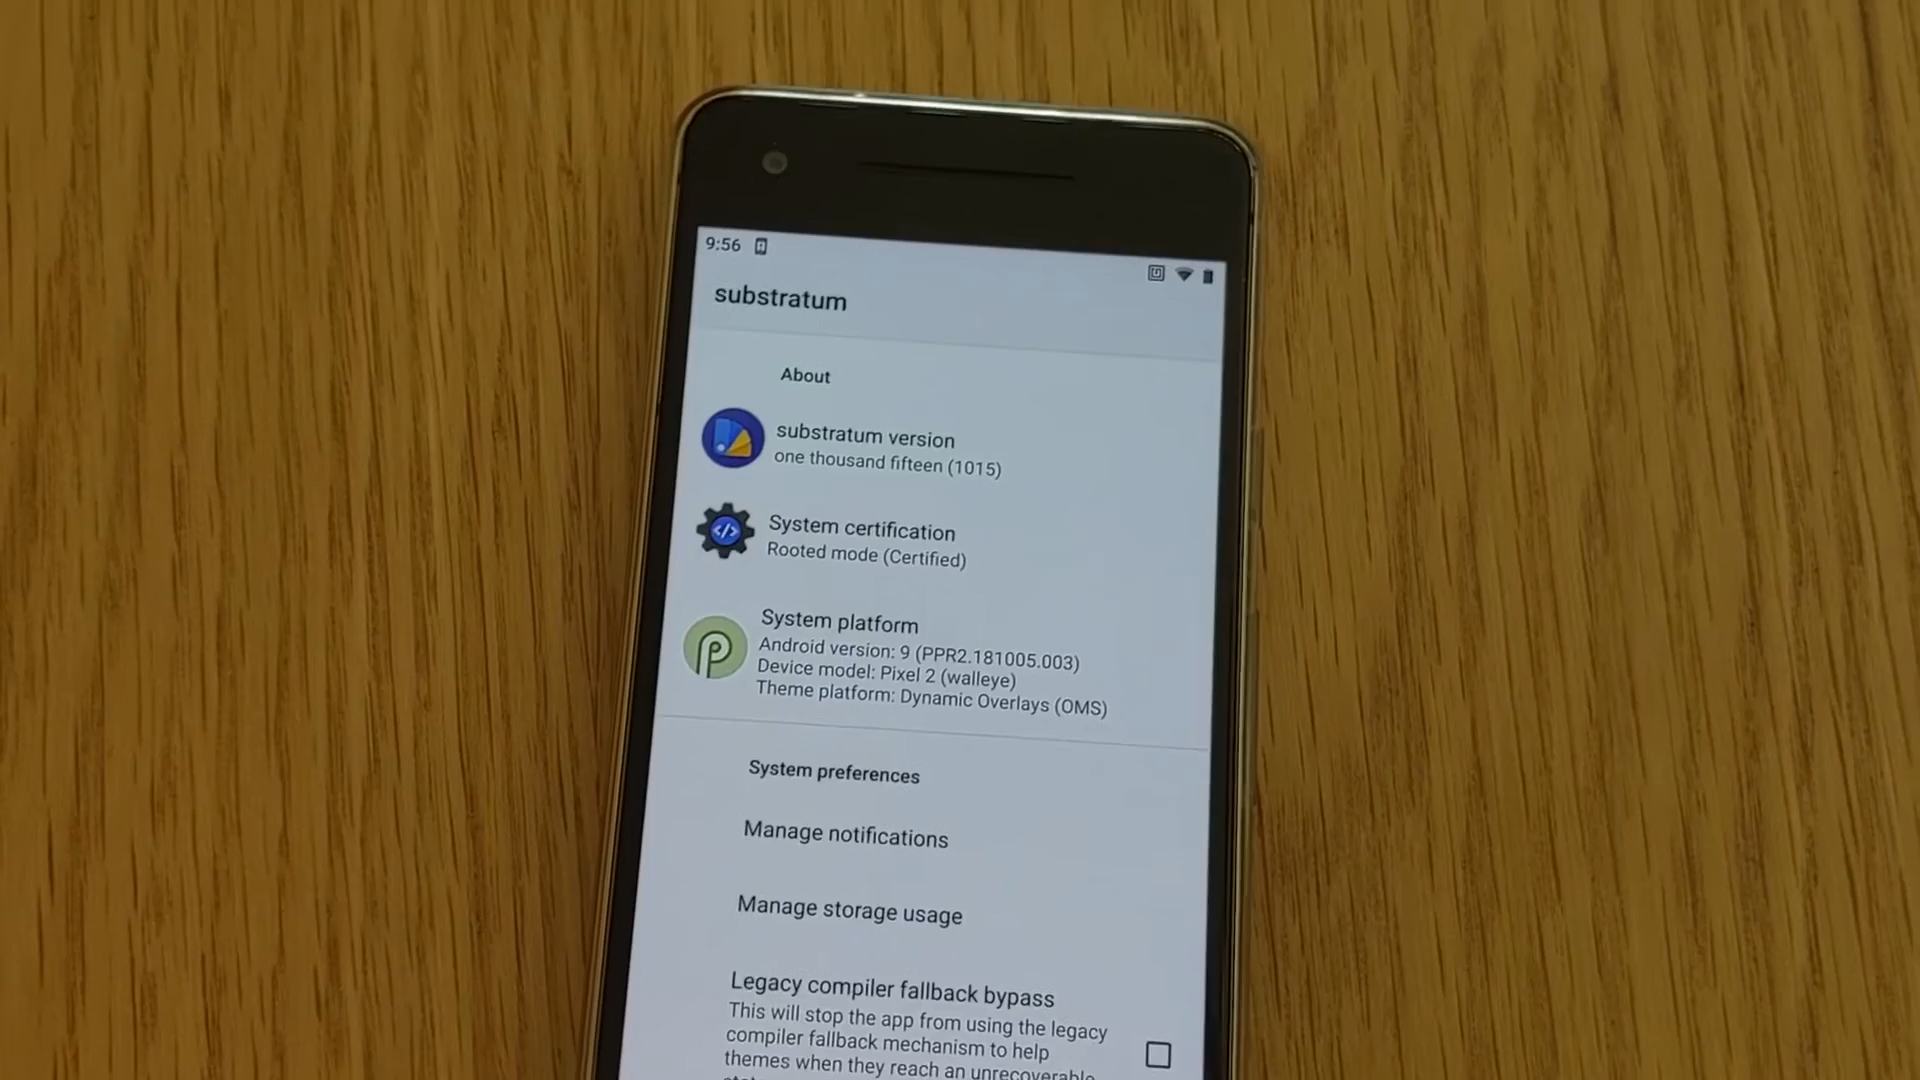 9:56
substratum
About
substratum version
one thousand fifteen (1015)
System certification
Rooted mode (Certified)
System platform
Android version: 9 (PPR2.181005.003)
Device model: Pixel 2 (walleye)
Theme platform: Dynamic Overlays (OMS)
System preferences
Manage notifications
Manage storage usage
Legacy compiler fallback bypass
This will stop the app from using the legacy
compiler fallback mechanism to help
themes when they reach an unrecoverable